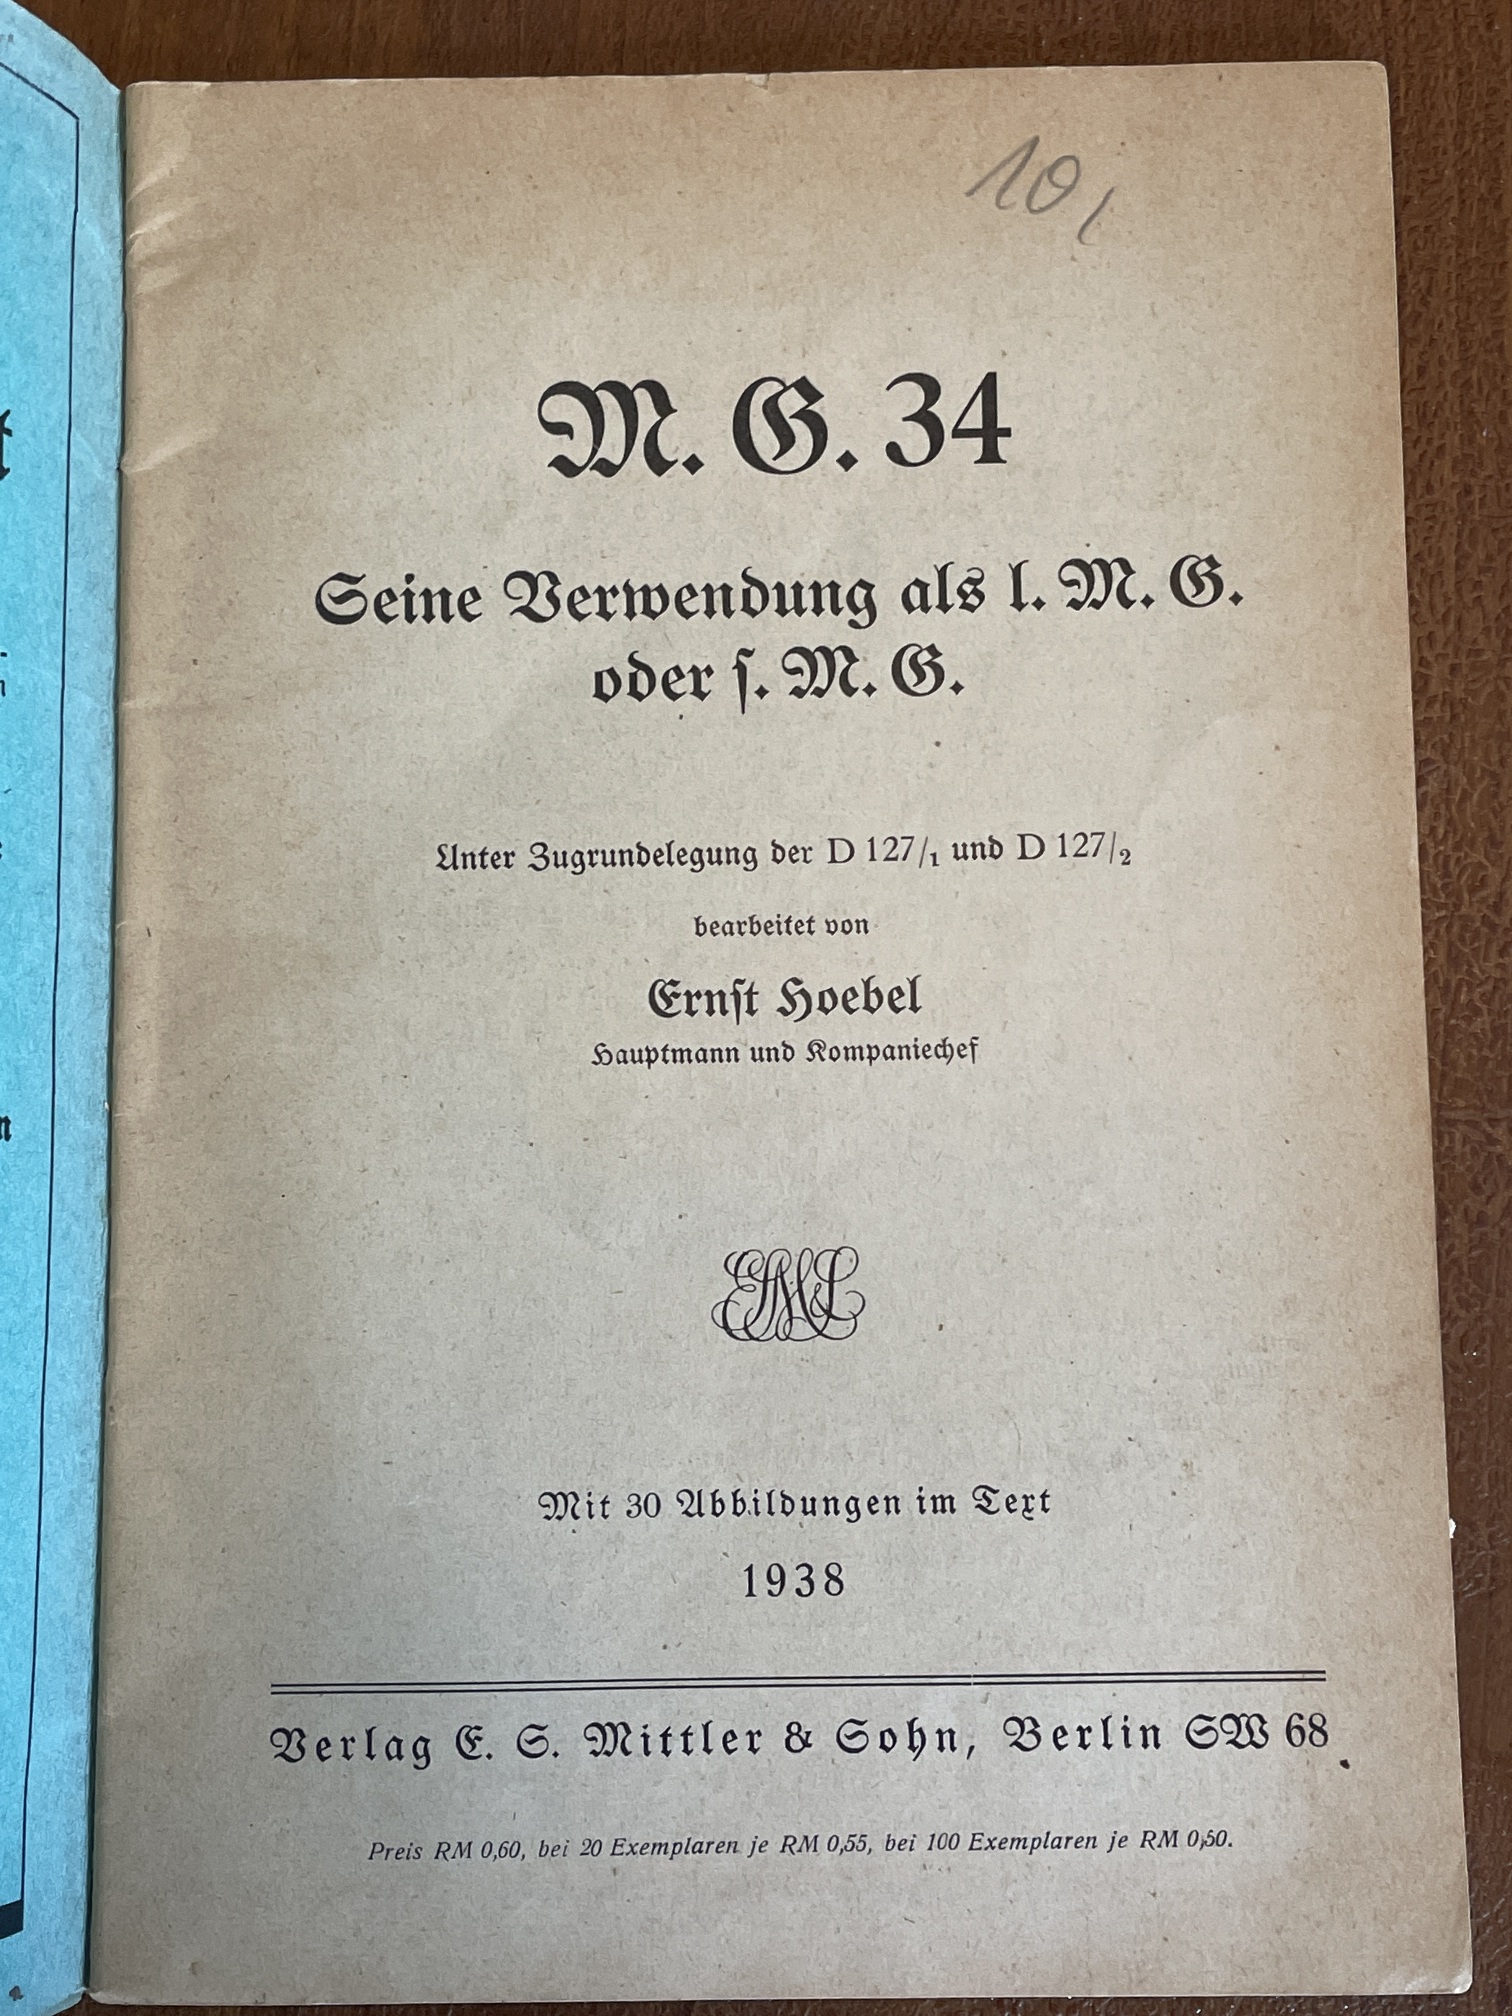 10,
M. G. 34
Seine Verwendung als l. M. G.
oder ſ. M. G.
Unter Zugrundelegung der D 127/₁ und D 127/₂
bearbeitet von
Ernſt Hoebel
Hauptmann und Kompaniechef
EMS
Mit 30 Abbildungen im Text
1938
Verlag E. S. Mittler & Sohn, Berlin SW 68
Preis RM 0,60, bei 20 Exemplaren je RM 0,55, bei 100 Exemplaren je RM 0,50.